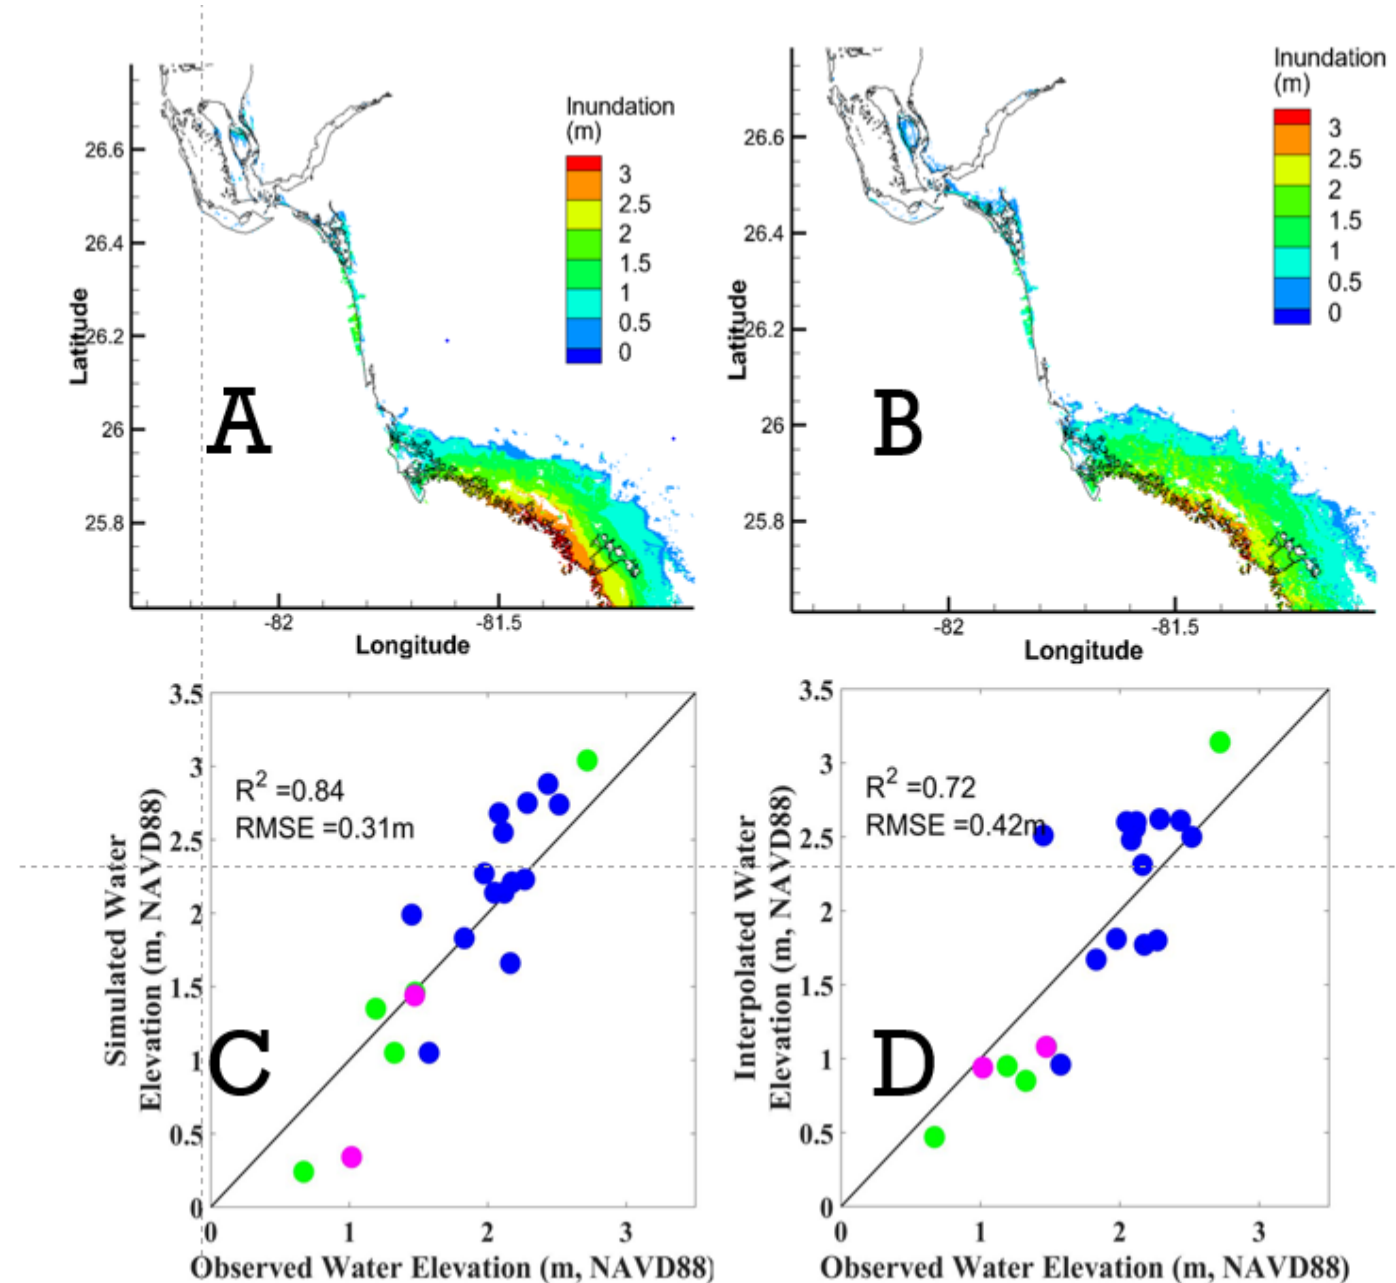 Inundation
(m)
3
2.5
2
1.5
1
0.5
0
26.6
26.4
26.2
26
25.8
Latitude
A
-82
-81.5
Longitude
Inundation
(m)
3
2.5
2
1.5
1
0.5
0
26.6
26.4
26.2
26
25.8
Latitude
B
-82
-81.5
Longitude
3.5
3
2.5
2
1.5
1
0.5
0
Simulated Water
Elevation (m, NAVD88)
R² =0.84
RMSE =0.31m
C
0
1
2
3
Observed Water Elevation (m, NAVD88)
3.5
3
2.5
2
1.5
1
0.5
0
Interpolated Water
Elevation (m, NAVD88)
R² =0.72
RMSE =0.42m
D
0
1
2
3
Observed Water Elevation (m, NAVD88)